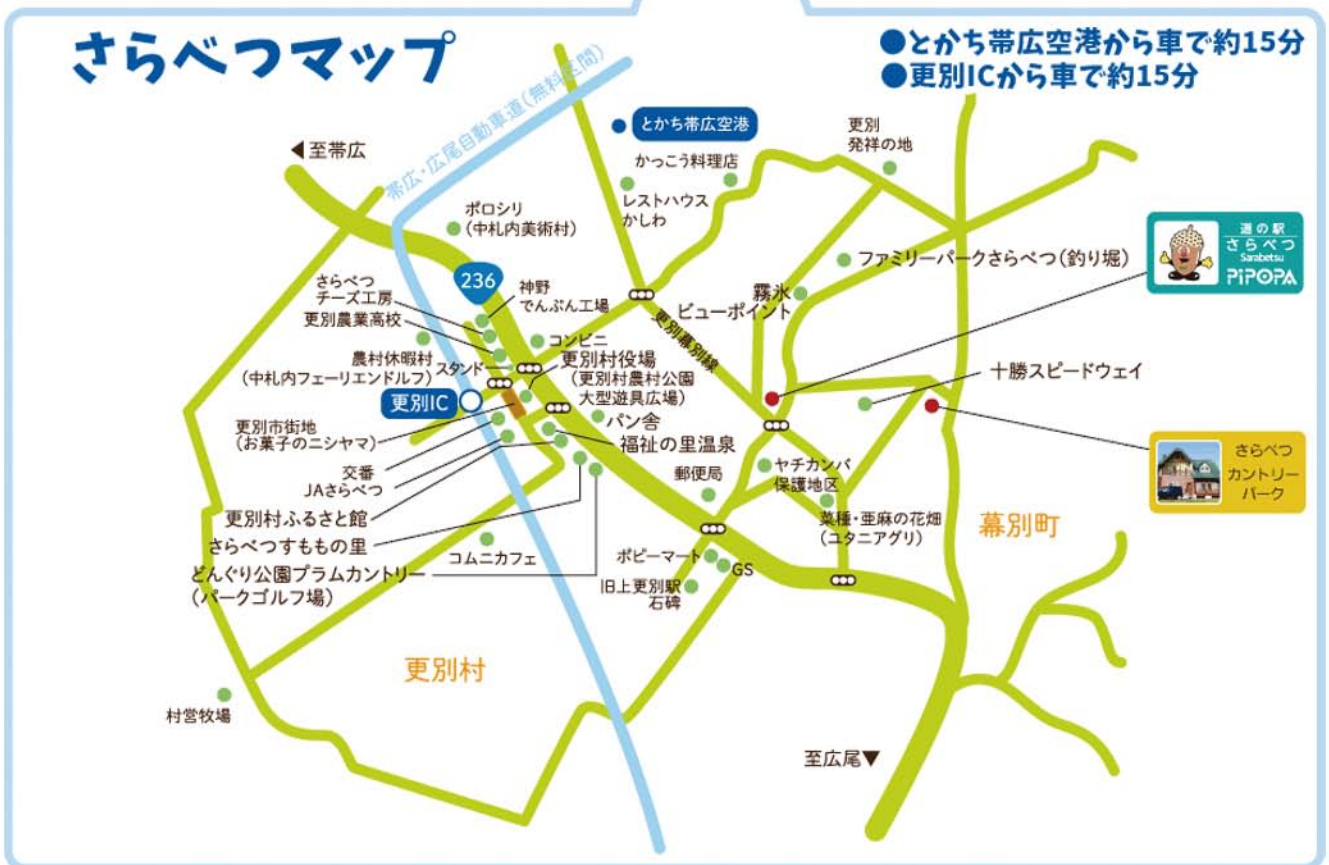 さらべつマップ
●とかち帯広空港から車で約15分
●更別ICから車で約15分
帯広・広尾自動車道(無料区間)
とかち帯広空港
◀至帯広
更別
発祥の地
かっこう料理店
レストハウス
かしわ
ポロシリ
(中札内美術村)
道の駅
さらべつ
Sarabetsu
PiPOPA
ファミリーパークさらべつ(釣り堀)
236
さらべつ
チーズ工房
神野
でんぷん工場
霧氷
ビューポイント
更別農業高校
更別幕別線
コンビニ
農村休暇村
(中札内フェーリエンドルフ)
スタンド
更別村役場
(更別村農村公園
大型遊具広場)
十勝スピードウェイ
更別IC
パン舎
更別市街地
(お菓子のニシヤマ)
福祉の里温泉
さらべつ
カントリー
パーク
交番
JAさらべつ
郵便局
ヤチカンバ
保護地区
更別村ふるさと館
菜種・亜麻の花畑
(ユタニアグリ)
幕別町
さらべつすももの里
コムニカフェ
ポピーマート
GS
どんぐり公園プラムカントリー
(パークゴルフ場)
旧上更別駅
石碑
更別村
村営牧場
至広尾▼